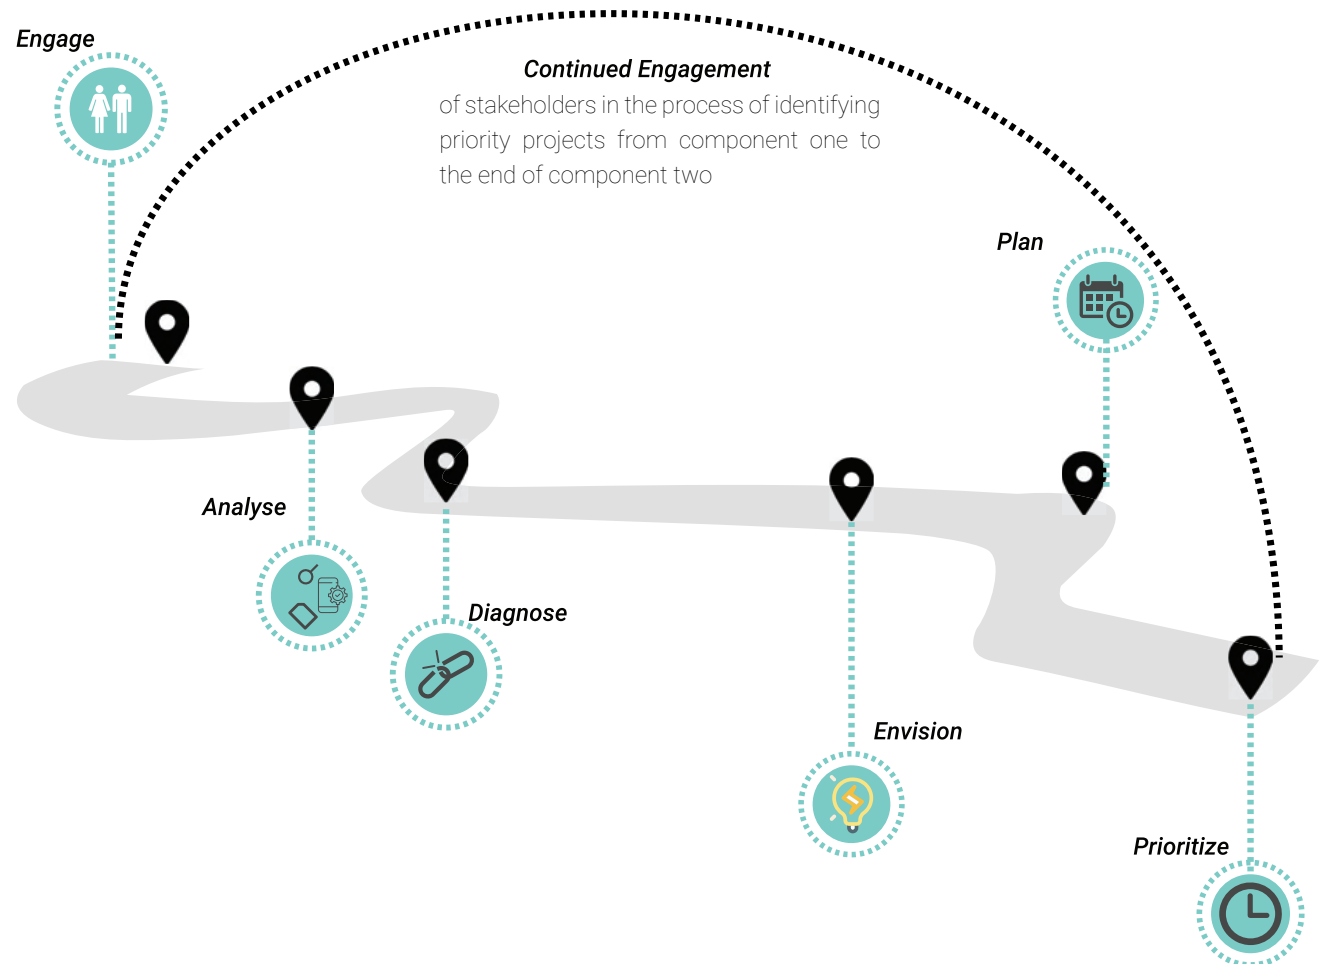 Engage
Continued Engagement
of stakeholders in the process of identifying
priority projects from component one to
the end of component two
Plan
Analyse
Diagnose
Envision
Prioritize